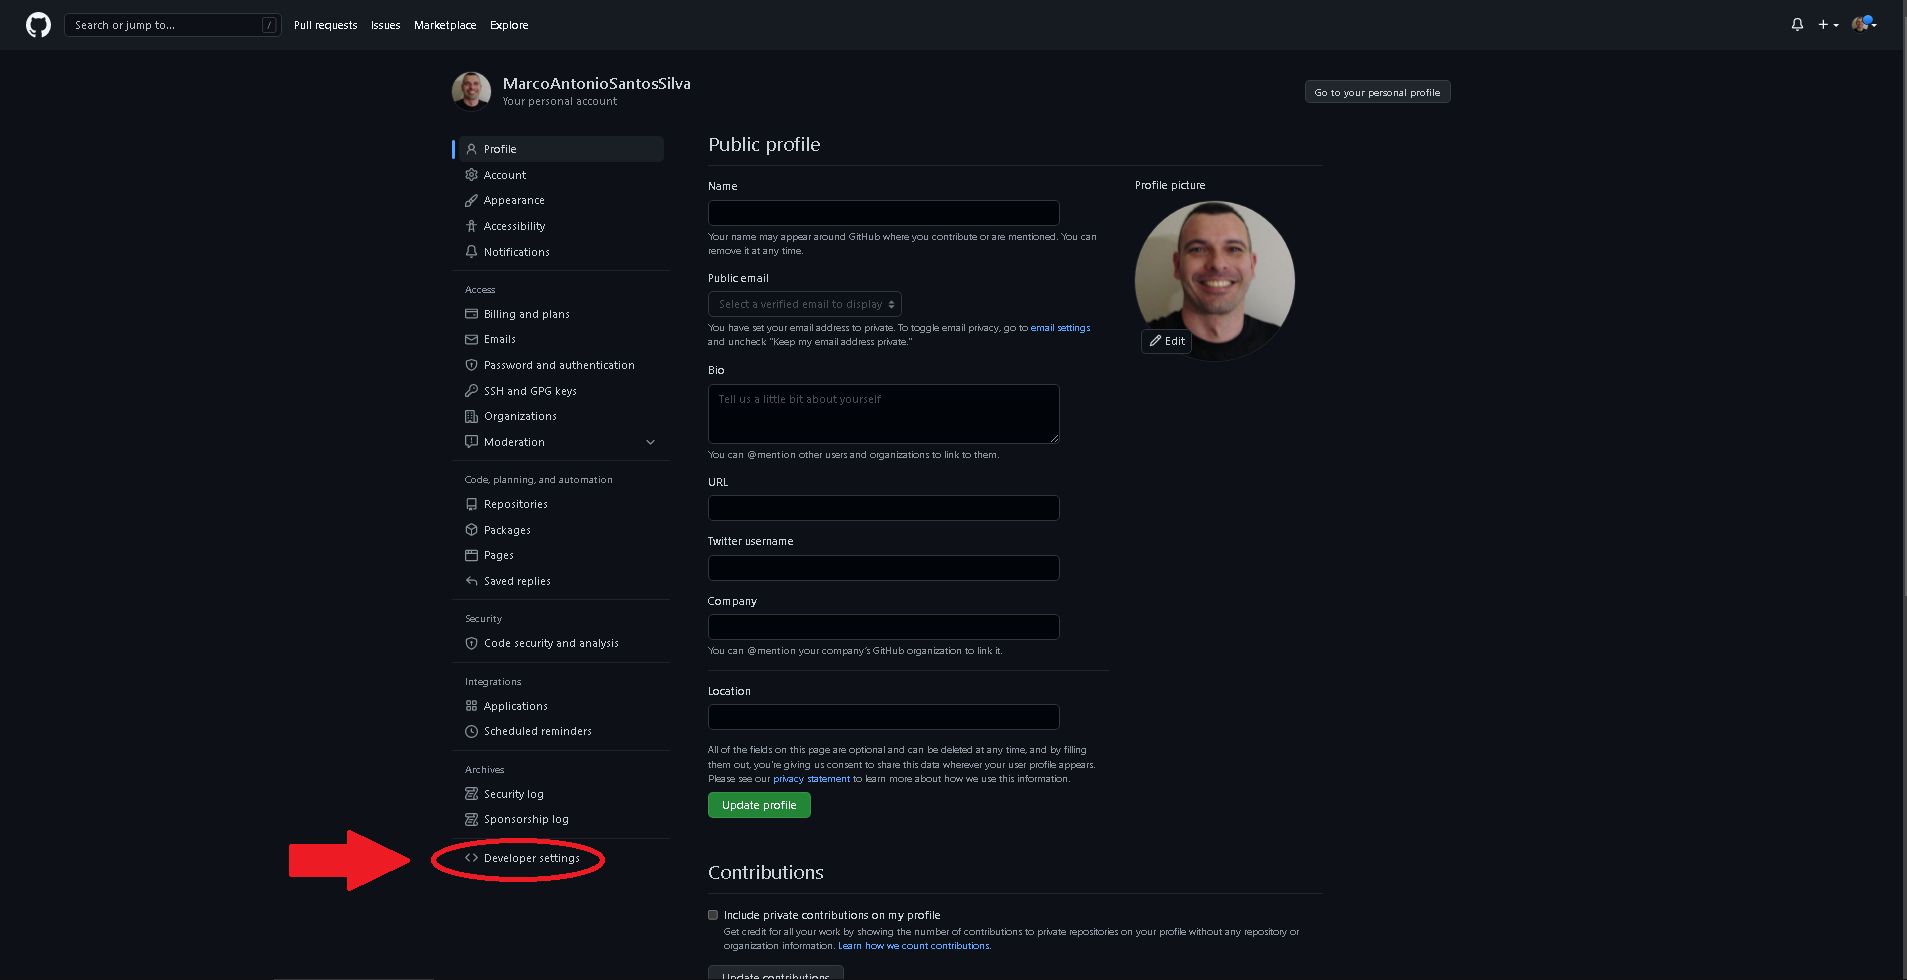 Search or jump to...
/
Pull requests
Issues
Marketplace
Explore
MarcoAntonioSantosSilva
Your personal account
Go to your personal profile
Profile
Account
Appearance
Accessibility
Notifications
Access
Billing and plans
Emails
Password and authentication
SSH and GPG keys
Organizations
Moderation
Code, planning, and automation
Repositories
Packages
Pages
Saved replies
Security
Code security and analysis
Integrations
Applications
Scheduled reminders
Archives
Security log
Sponsorship log
Developer settings
Public profile
Name
Your name may appear around GitHub where you contribute or are mentioned. You can
remove it at any time.
Public email
Select a verified email to display
You have set your email address to private. To toggle email privacy, go to email settings
and uncheck "Keep my email address private."
Bio
Tell us a little bit about yourself
You can @mention other users and organizations to link to them.
URL
Twitter username
Company
You can @mention your company's GitHub organization to link it.
Location
All of the fields on this page are optional and can be deleted at any time, and by filling
them out, you're giving us consent to share this data wherever your user profile appears.
Please see our privacy statement to learn more about how we use this information.
Update profile
Profile picture
Edit
Contributions
Include private contributions on my profile
Get credit for all your work by showing the number of contributions to private repositories on your profile without any repository or
organization information. Learn how we count contributions.
Update contributions